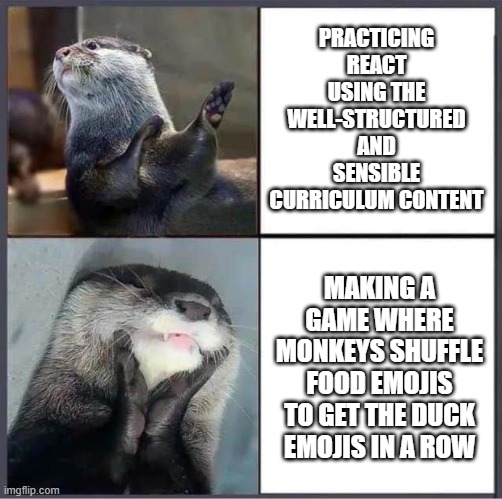 PRACTICING
REACT
USING THE
WELL-STRUCTURED
AND
SENSIBLE
CURRICULUM CONTENT
MAKING A
GAME WHERE
MONKEYS SHUFFLE
FOOD EMOJIS
TO GET THE DUCK
EMOJIS IN A ROW
imgflip.com